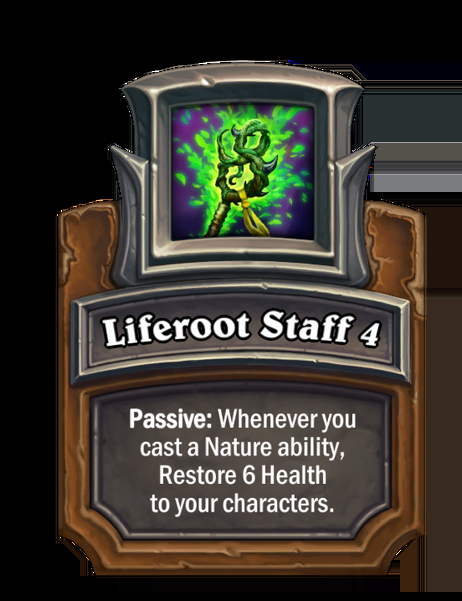 Liferoot Staff 4
Passive: Whenever you
cast a Nature ability,
Restore 6 Health
to your characters.